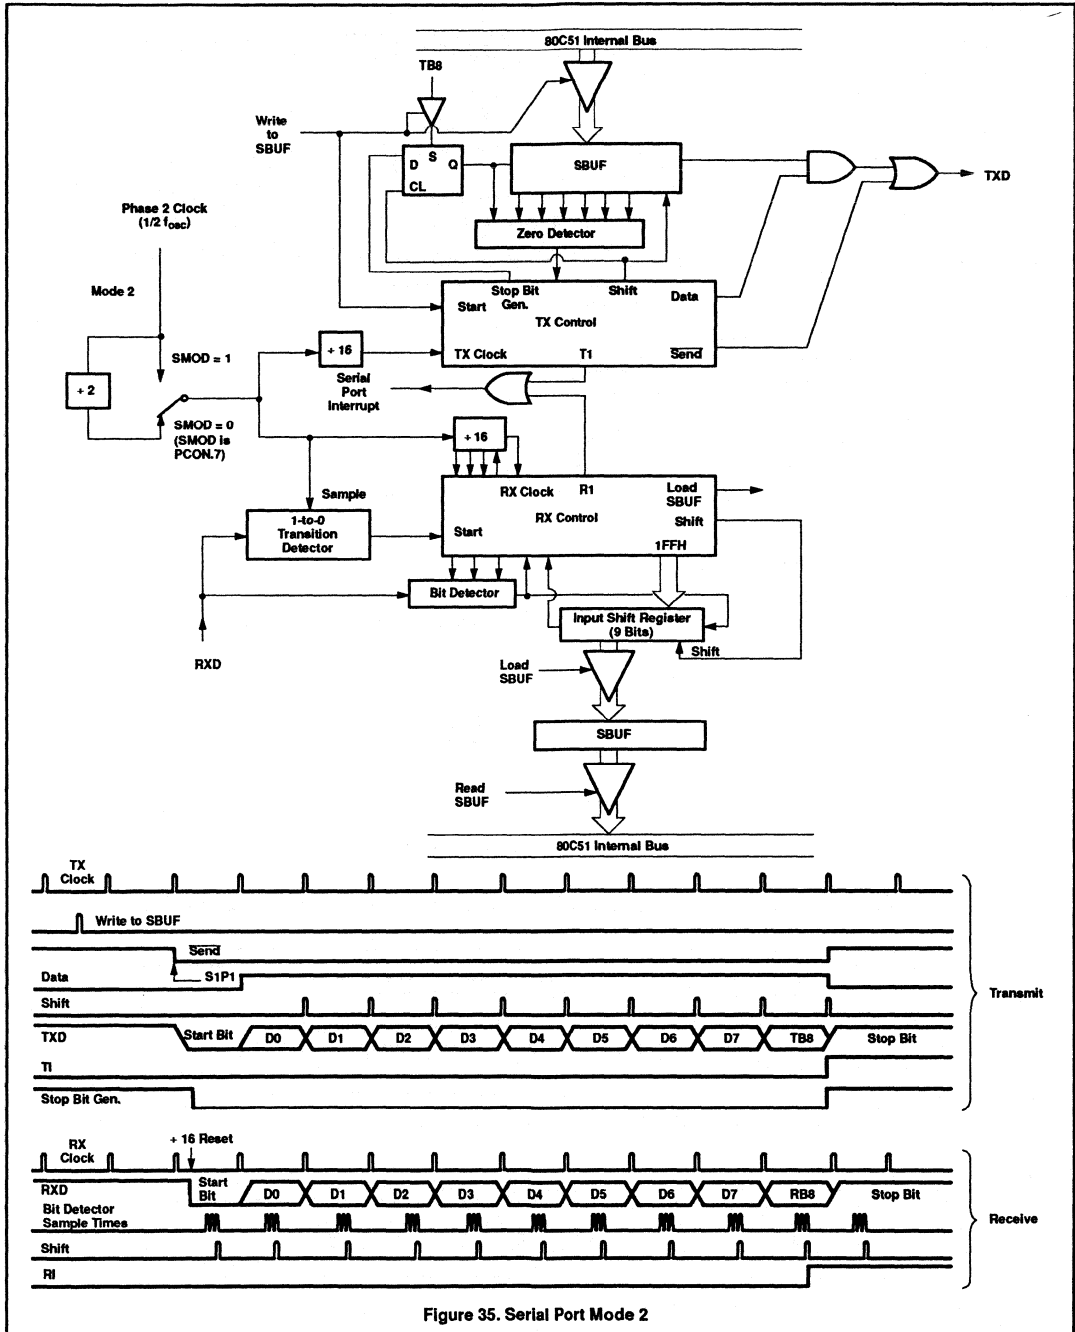 80C51 Internal Bus
TB8
Write
to
SBUF
S
D Q
CL
SBUF
TXD
Phase 2 Clock
(1/2 fosc)
Zero Detector
Mode 2
Stop Bit
Gen.
Shift
Data
Start
TX Control
SMOD = 1
÷ 16
TX Clock
T1
Send
÷ 2
Serial
Port
Interrupt
SMOD = 0
(SMOD is
PCON.7)
÷ 16
Sample
RX Clock
R1
Load
SBUF
RX Control
Shift
Start
1FFH
1-to-0
Transition
Detector
Bit Detector
Input Shift Register
(9 Bits)
Shift
RXD
Load
SBUF
SBUF
Read
SBUF
80C51 Internal Bus
TX
Clock
Write to SBUF
Send
Data
S1P1
Shift
Transmit
TXD
Start Bit D0 D1 D2 D3 D4 D5 D6 D7 TB8 Stop Bit
TI
Stop Bit Gen.
÷ 16 Reset
RX
Clock
RXD
Start
Bit
D0 D1 D2 D3 D4 D5 D6 D7 RB8 Stop Bit
Bit Detector
Sample Times
Receive
Shift
RI
Figure 35. Serial Port Mode 2